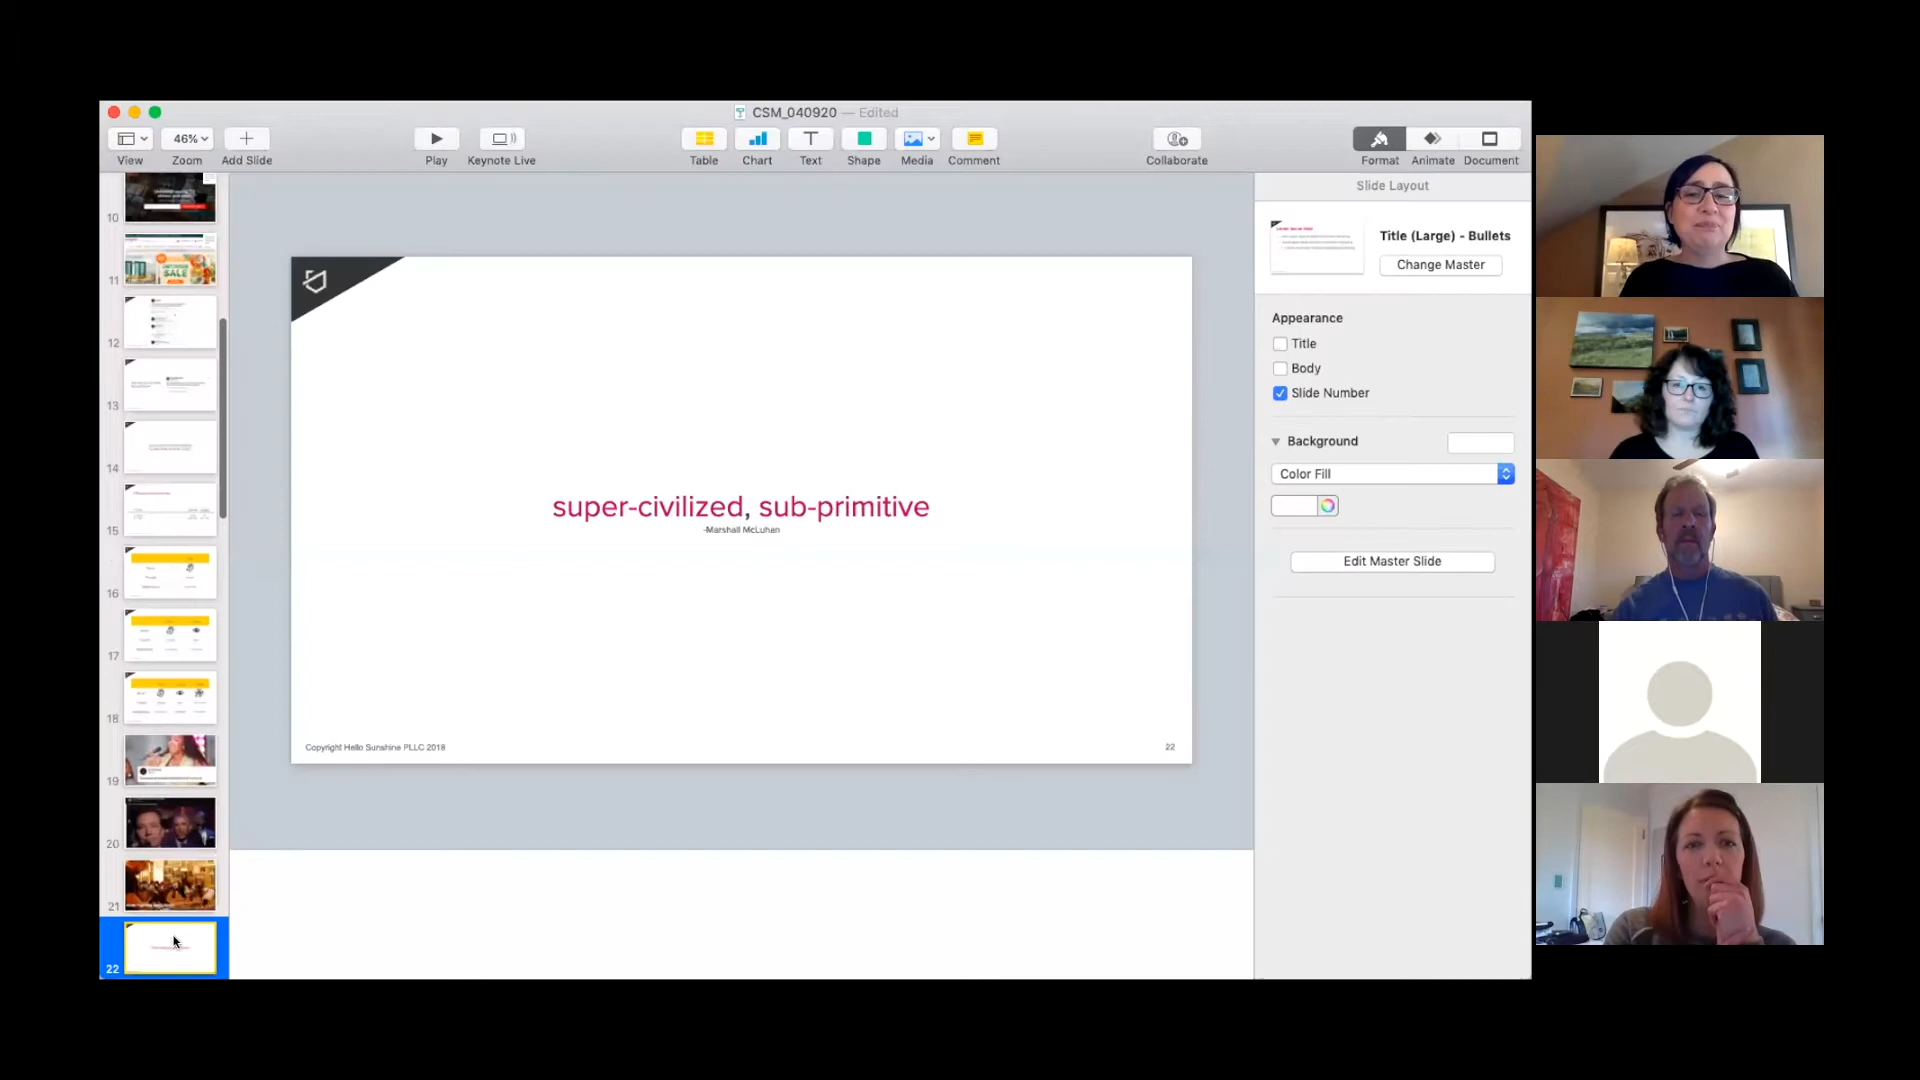 CSM_040920 — Edited
46%
View
Zoom
Add Slide
Play
Keynote Live
Table
Chart
Text
Shape
Media
Comment
Collaborate
Format
Animate
Document
Slide Layout
Title (Large) - Bullets
Change Master
Appearance
Title
Body
Slide Number
Background
Color Fill
Edit Master Slide
10
11
SALE
12
13
14
15
16
17
18
19
20
21
22
super-civilized, sub-primitive
-Marshall McLuhan
Copyright Hello Sunshine PLLC 2018
22